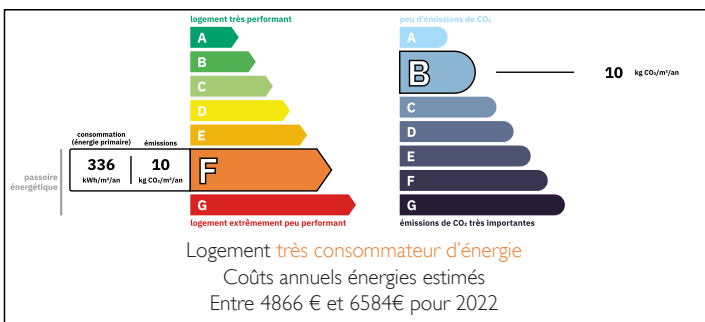 logement très performant
A
B
C
D
E
consommation
(énergie primaire)
émissions
passoire
énergétique
336
kWh/m²/an
10
kg CO₂/m²/an
F
G
logement extrêmement peu performant
peu d'émissions de CO₂
A
B
10 kg CO₂/m²/an
C
D
E
F
G
émissions de CO₂ très importantes
Logement très consommateur d'énergie
Coûts annuels énergies estimés
Entre 4866 € et 6584€ pour 2022